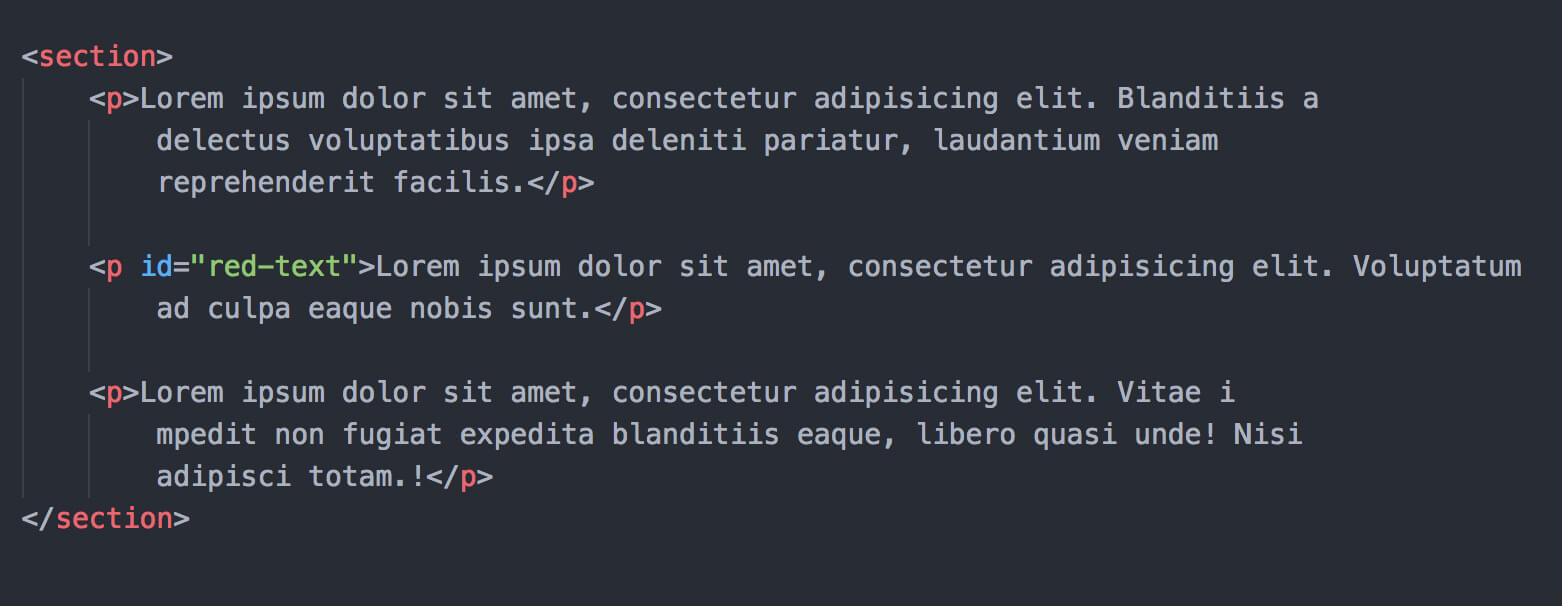 <section>
<p>Lorem ipsum dolor sit amet, consectetur adipisicing elit. Blanditiis a
delectus voluptatibus ipsa deleniti pariatur, laudantium veniam
reprehenderit facilis.</p>
<p id="red-text">Lorem ipsum dolor sit amet, consectetur adipisicing elit. Voluptatum
ad culpa eaque nobis sunt.</p>
<p>Lorem ipsum dolor sit amet, consectetur adipisicing elit. Vitae i
mpedit non fugiat expedita blanditiis eaque, libero quasi unde! Nisi
adipisci totam.!</p>
</section>